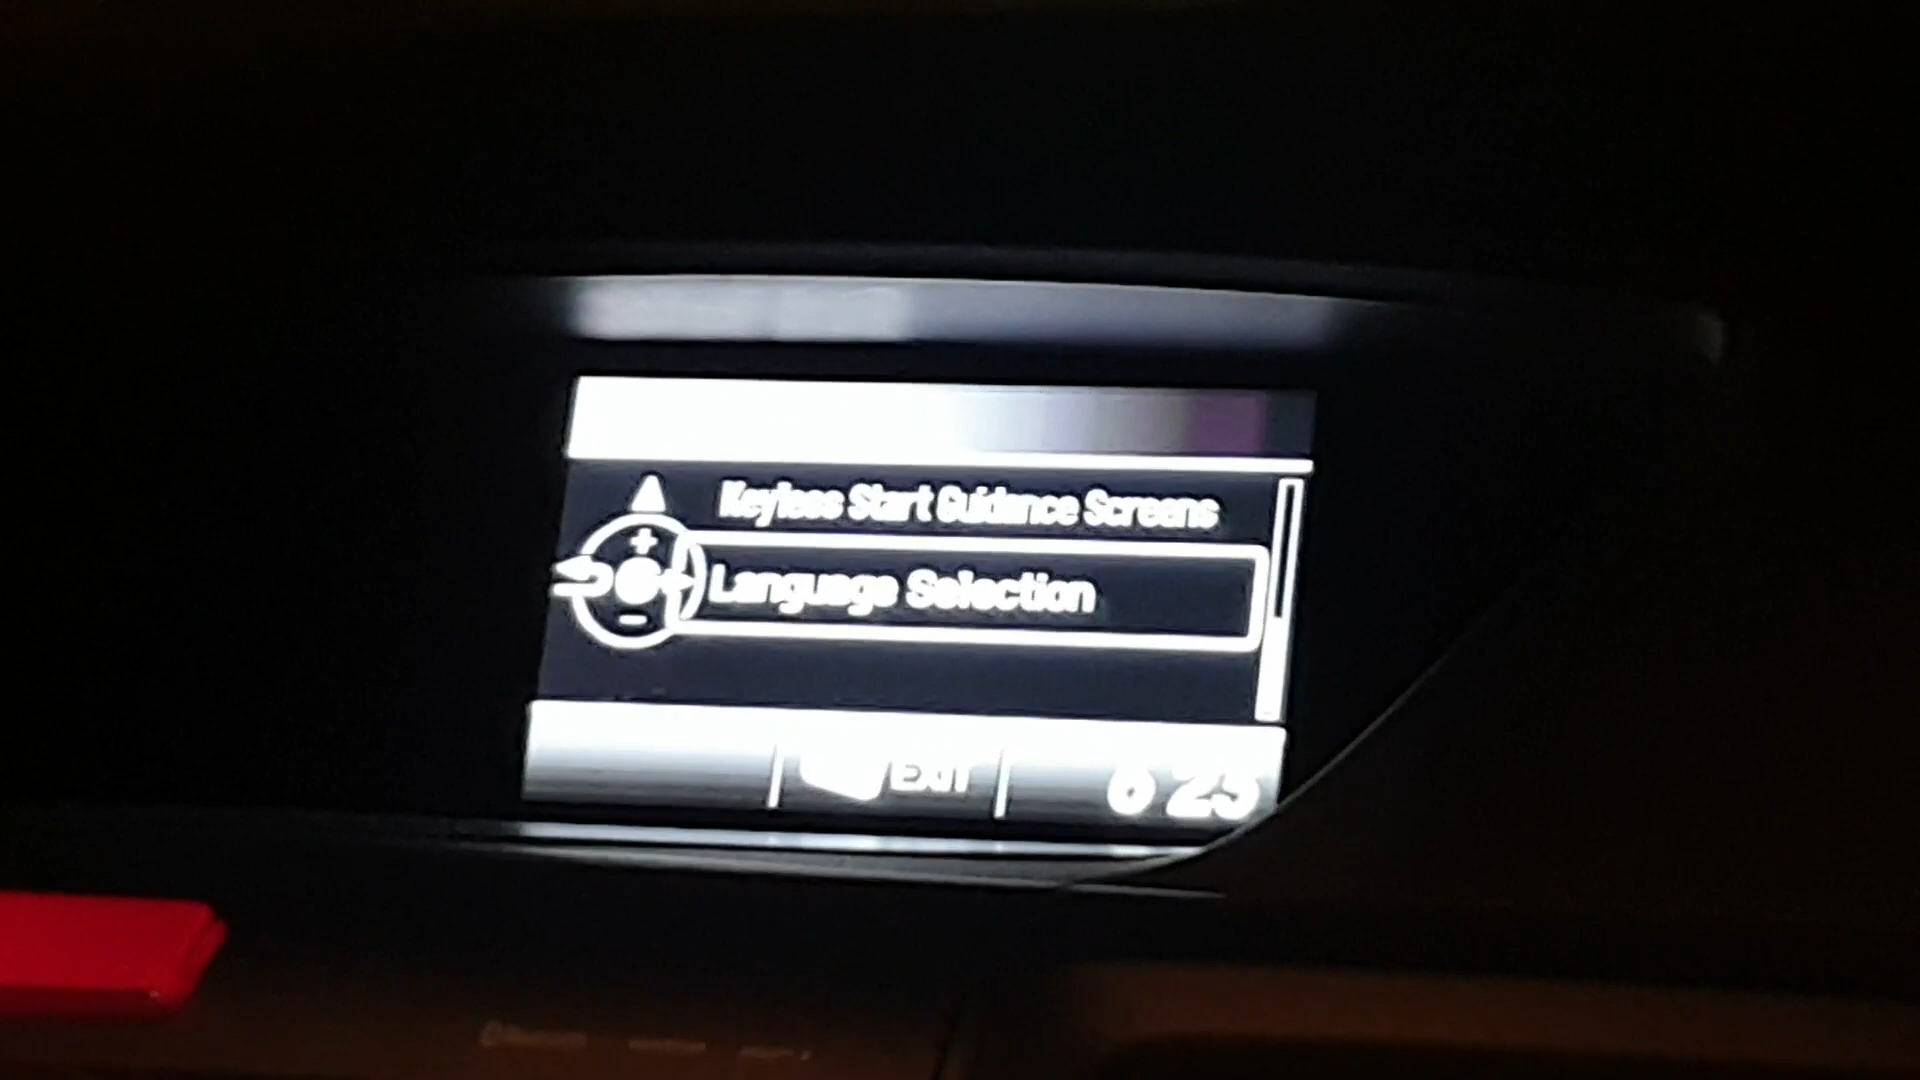 Keyless Start Guidance Screens
+
Language Selection
-
EXIT
6 25